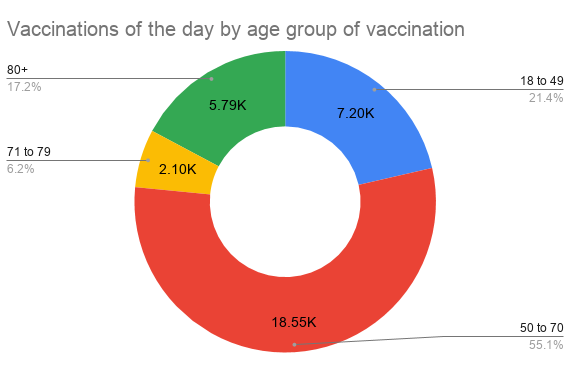 Vaccinations of the day by age group of vaccination
80+
17.2%
18 to 49
21.4%
5.79K
7.20K
71 to 79
6.2%
2.10K
18.55K
50 to 70
55.1%